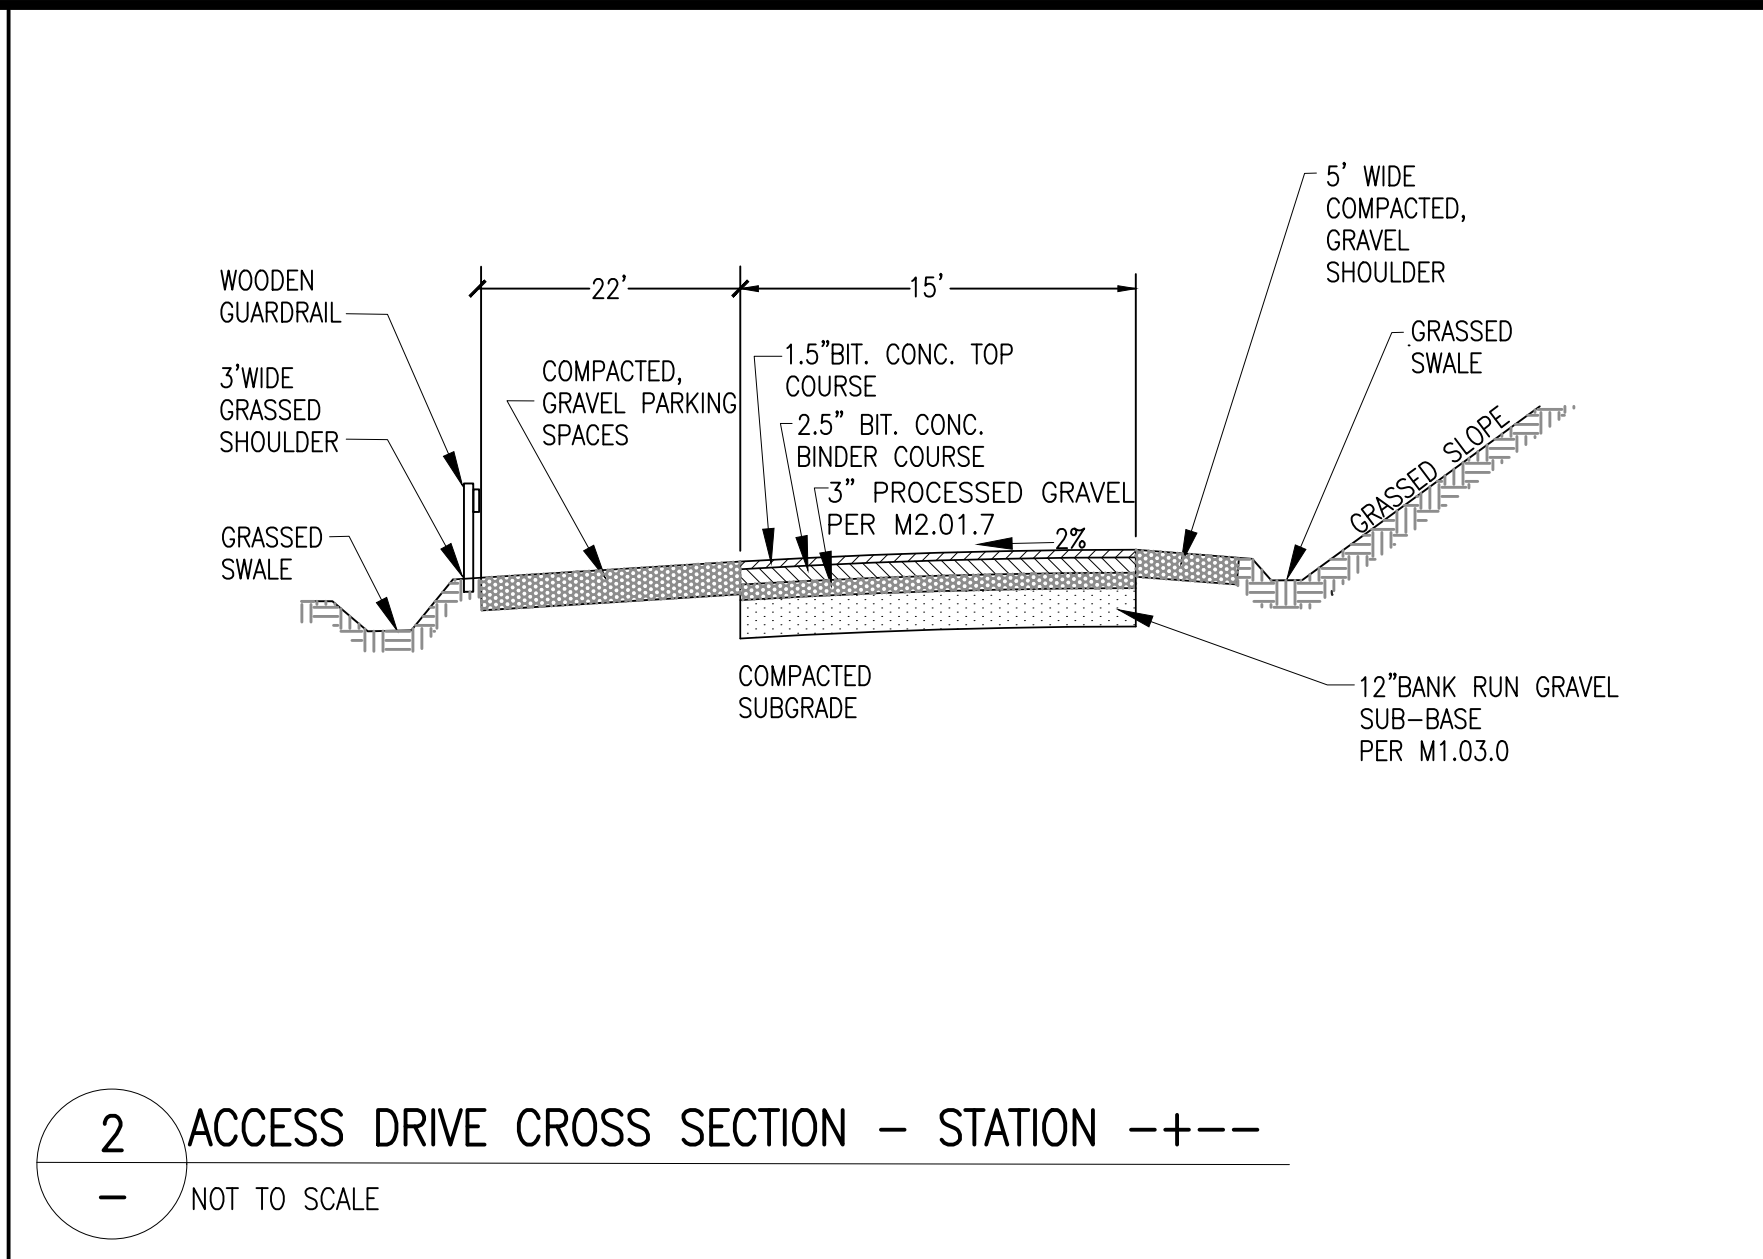 WOODEN
GUARDRAIL
3'WIDE
GRASSED
SHOULDER
GRASSED
SWALE
22'
15'
COMPACTED,
GRAVEL PARKING
SPACES
1.5"BIT. CONC. TOP
COURSE
2.5" BIT. CONC.
BINDER COURSE
3" PROCESSED GRAVEL
PER M2.01.7
2%
5' WIDE
COMPACTED,
GRAVEL
SHOULDER
GRASSED
SWALE
GRASSED SLOPE
COMPACTED
SUBGRADE
12"BANK RUN GRAVEL
SUB-BASE
PER M1.03.0
2
-
ACCESS DRIVE CROSS SECTION - STATION -+--
NOT TO SCALE